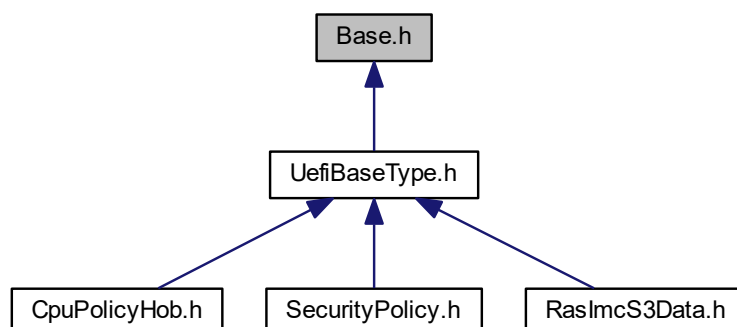 Base.h
UefiBaseType.h
CpuPolicyHob.h
SecurityPolicy.h
RasImcS3Data.h